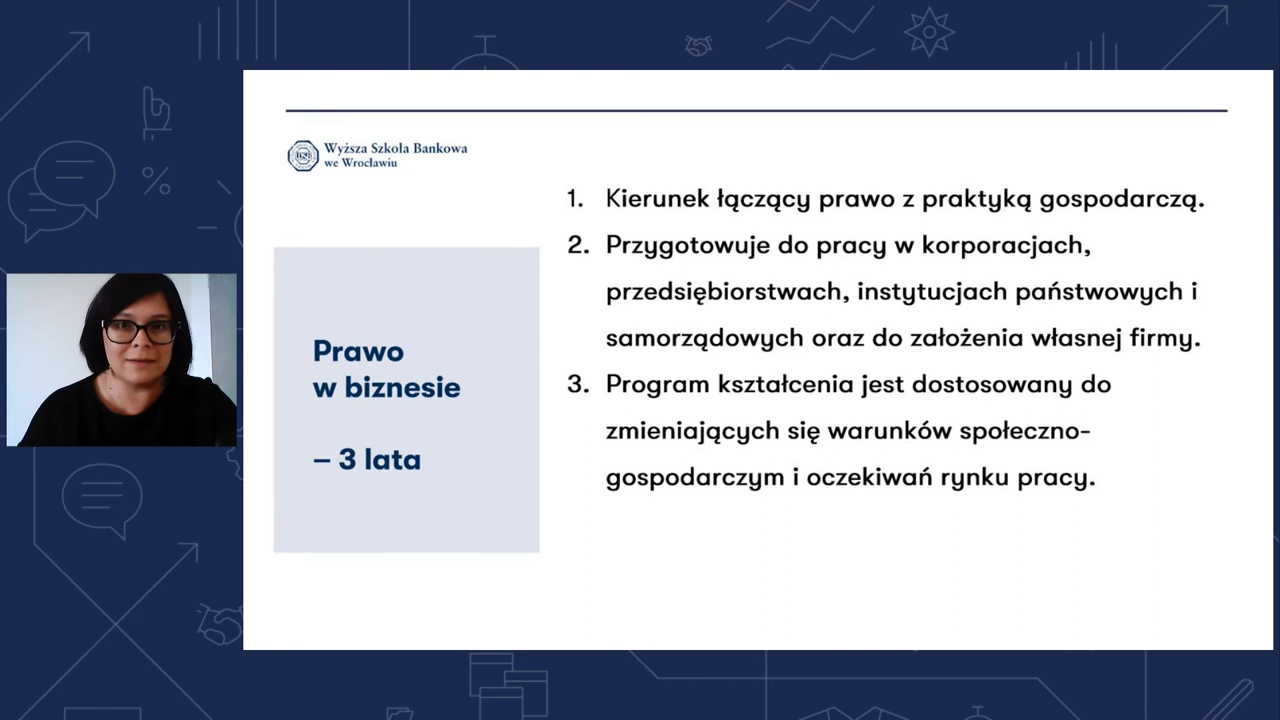 Wyższa Szkoła Bankowa
we Wrocławiu
Prawo
w biznesie
– 3 lata
1. Kierunek łączący prawo z praktyką gospodarczą.
2. Przygotowuje do pracy w korporacjach,
przedsiębiorstwach, instytucjach państwowych i
samorządowych oraz do założenia własnej firmy.
3. Program kształcenia jest dostosowany do
zmieniających się warunków społeczno-
gospodarczym i oczekiwań rynku pracy.